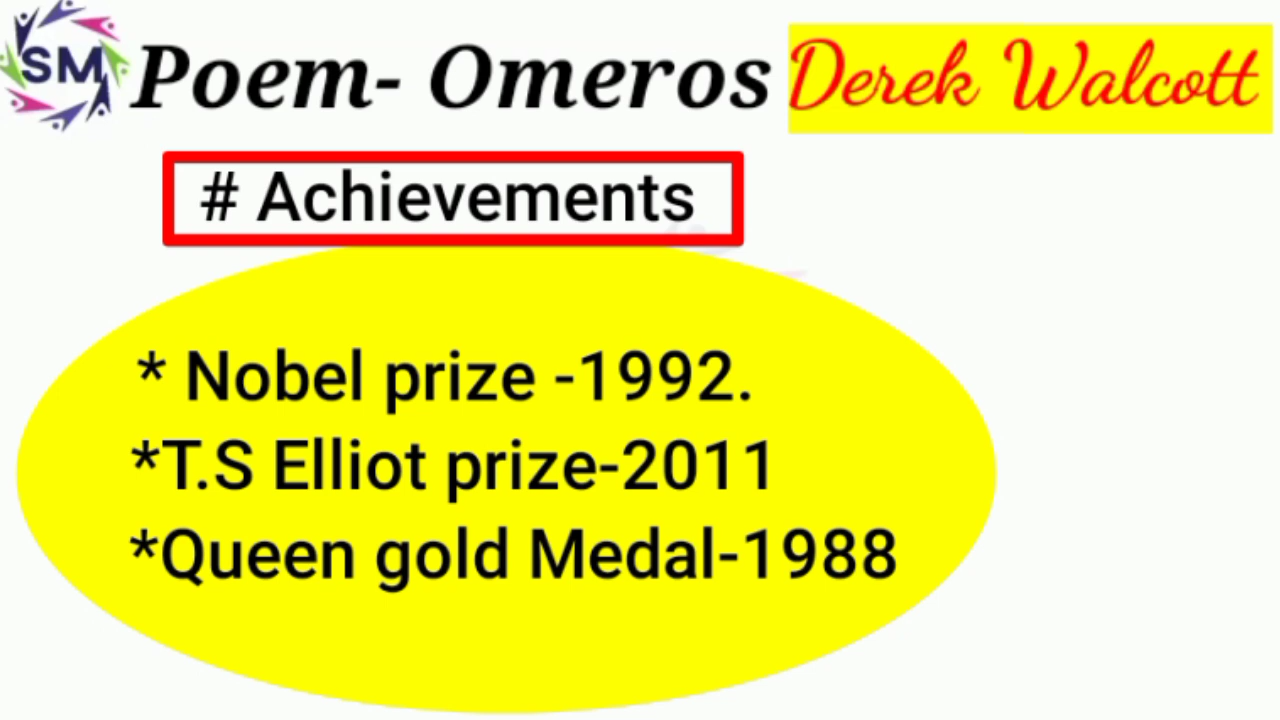 SM
Poem- Omeros Derek Walcott
# Achievements
* Nobel prize -1992.
*T.S Elliot prize-2011
*Queen gold Medal-1988